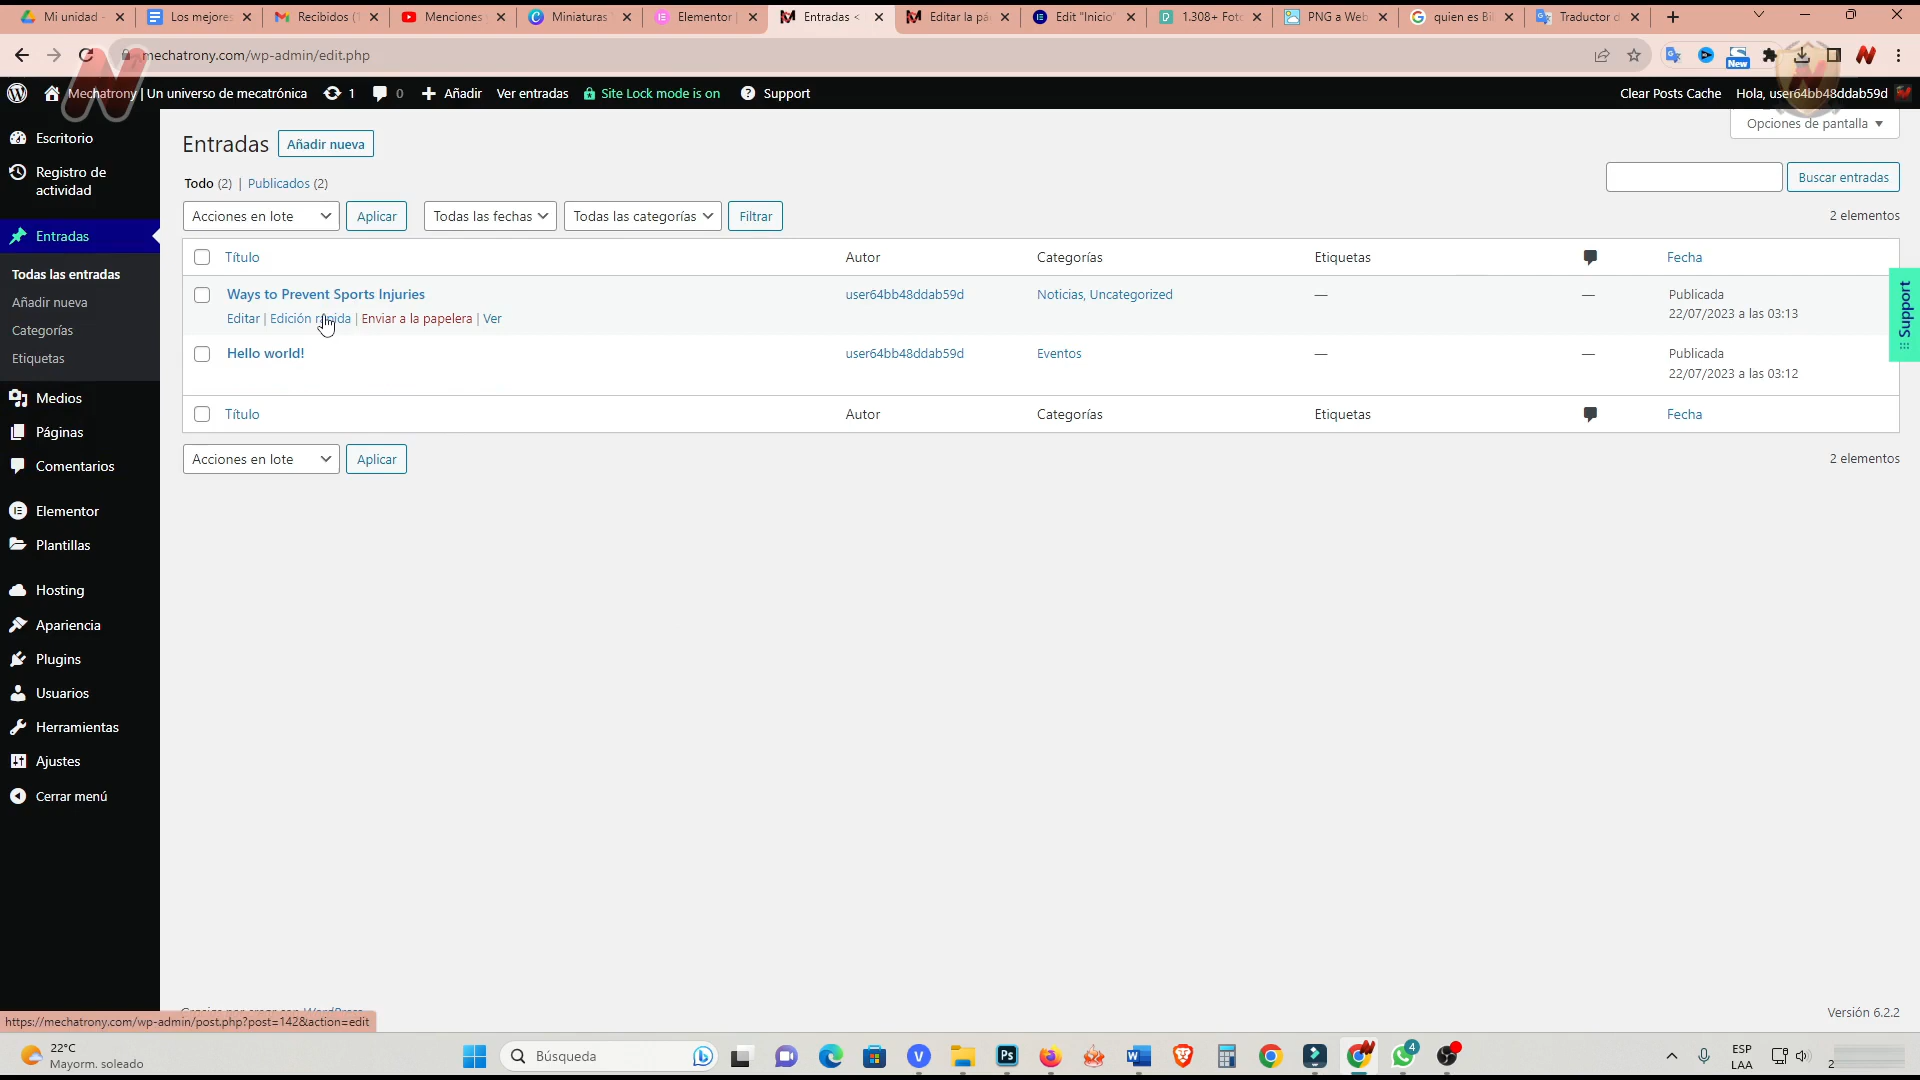 Mi unidad -
Los mejores
Recibidos (1
Menciones
Miniaturas
Elementor |
Entradas <
Editar la pá
Edit "Inicio"
1.308+ Fot
PNG a Web
quien es Bi
Traductor d
mechatrony.com/wp-admin/edit.php
New
Mechatrony | Un universo de mecatrónica
1
0
Añadir
Ver entradas
Site Lock mode is on
Support
Clear Posts Cache
Hola, user64bb48ddab59d
Escritorio
Registro de
actividad
Entradas
Todas las entradas
Añadir nueva
Categorías
Etiquetas
Medios
Páginas
Comentarios
Elementor
Plantillas
Hosting
Apariencia
Plugins
Usuarios
Herramientas
Ajustes
Cerrar menú
Opciones de pantalla
Entradas
Añadir nueva
Todo (2) | Publicados (2)
Buscar entradas
Acciones en lote
Aplicar
Todas las fechas
Todas las categorías
Filtrar
2 elementos
Título Autor Categorías Etiquetas Fecha
Ways to Prevent Sports Injuries user64bb48ddab59d Noticias, Uncategorized — — Publicada
22/07/2023 a las 03:13
Editar | Edición rápida | Enviar a la papelera | Ver
Hello world! user64bb48ddab59d Eventos — — Publicada
22/07/2023 a las 03:12
Título Autor Categorías Etiquetas Fecha
Acciones en lote
Aplicar
2 elementos
Support
WordPress
Versión 6.2.2
https://mechatrony.com/wp-admin/post.php?post=142&action=edit
22°C
Mayorm. soleado
Búsqueda
Ps
4
ESP
LAA
2